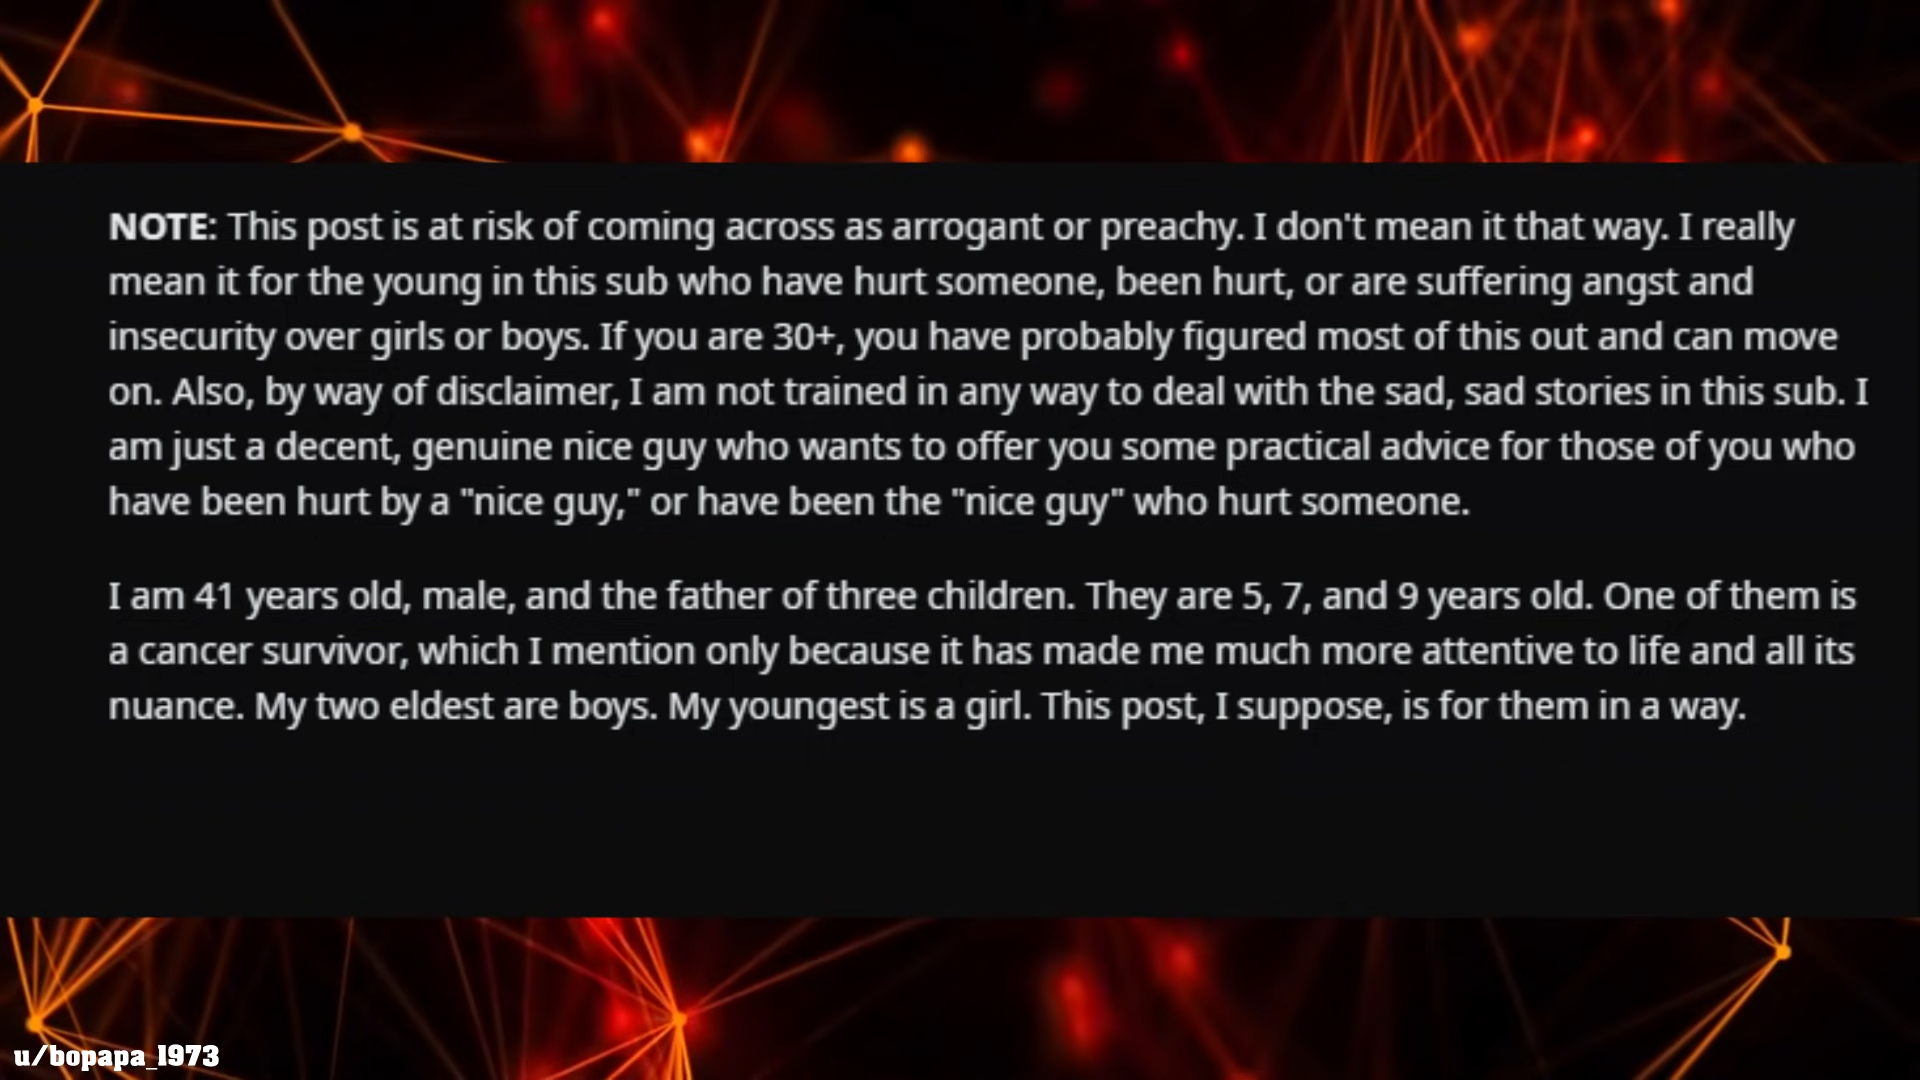 NOTE: This post is at risk of coming across as arrogant or preachy. I don't mean it that way. I really
mean it for the young in this sub who have hurt someone, been hurt, or are suffering angst and
insecurity over girls or boys. If you are 30+, you have probably figured most of this out and can move
on. Also, by way of disclaimer, I am not trained in any way to deal with the sad, sad stories in this sub. I
am just a decent, genuine nice guy who wants to offer you some practical advice for those of you who
have been hurt by a "nice guy," or have been the "nice guy" who hurt someone.
I am 41 years old, male, and the father of three children. They are 5, 7, and 9 years old. One of them is
a cancer survivor, which I mention only because it has made me much more attentive to life and all its
nuance. My two eldest are boys. My youngest is a girl. This post, I suppose, is for them in a way.
u/bopapa_1973